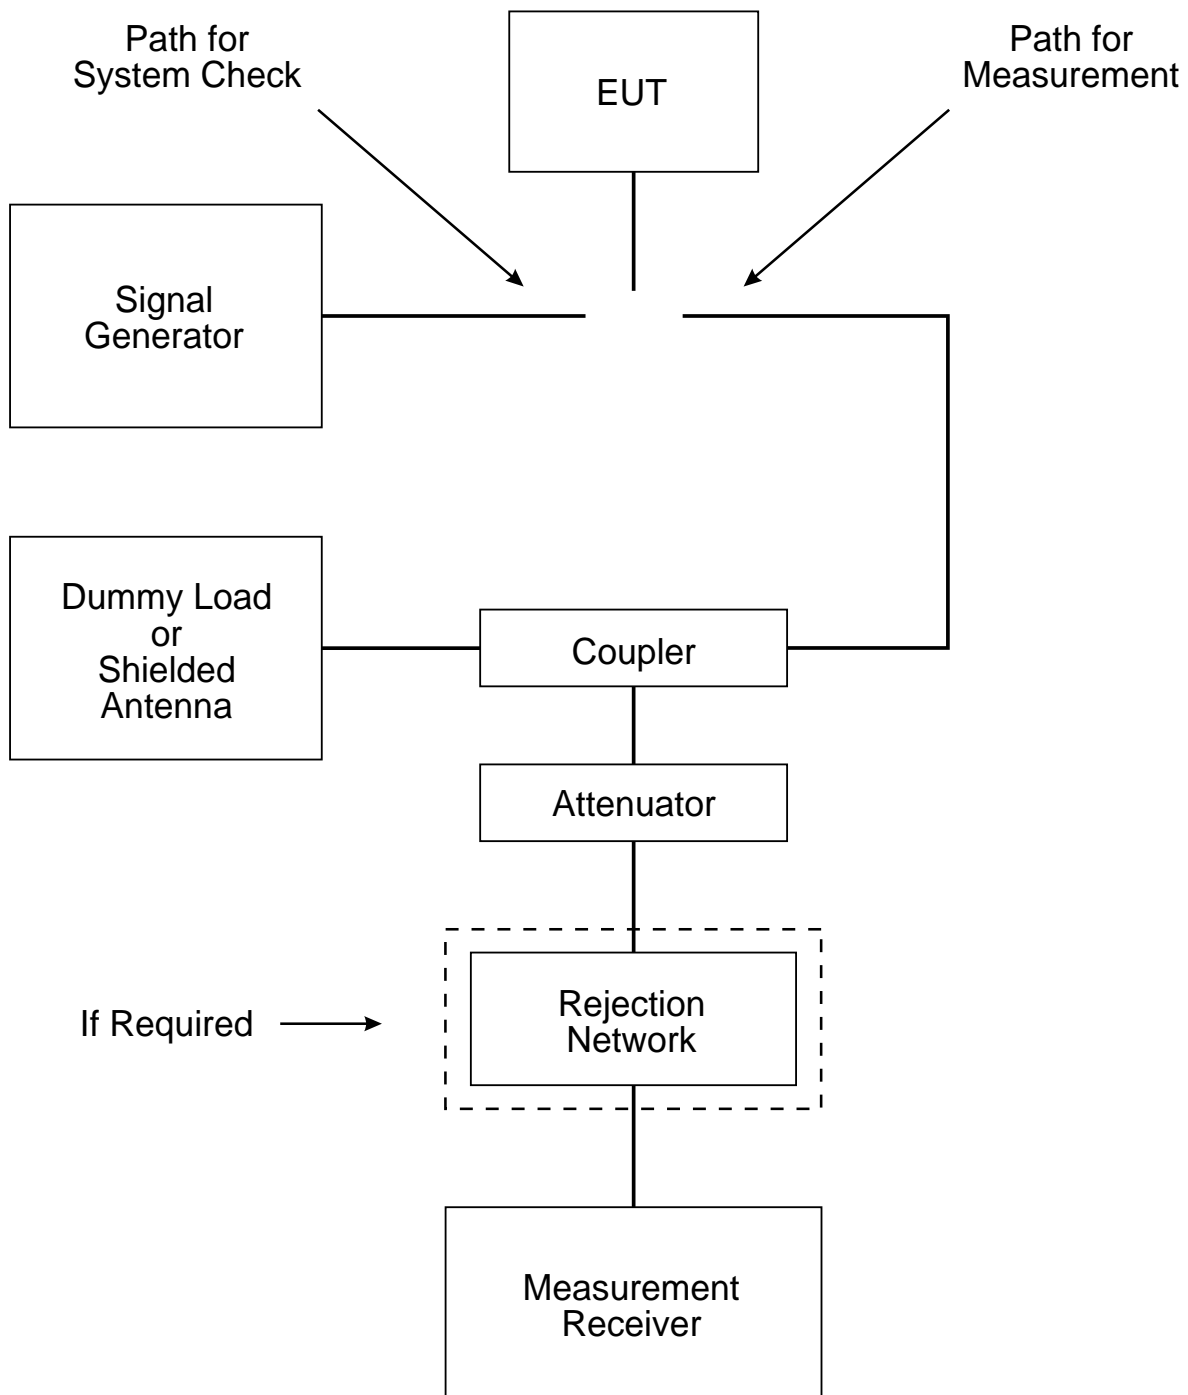 Path for
System Check
EUT
Path for
Measurement
Signal
Generator
Dummy Load
or
Shielded
Antenna
Coupler
Attenuator
If Required
Rejection
Network
Measurement
Receiver